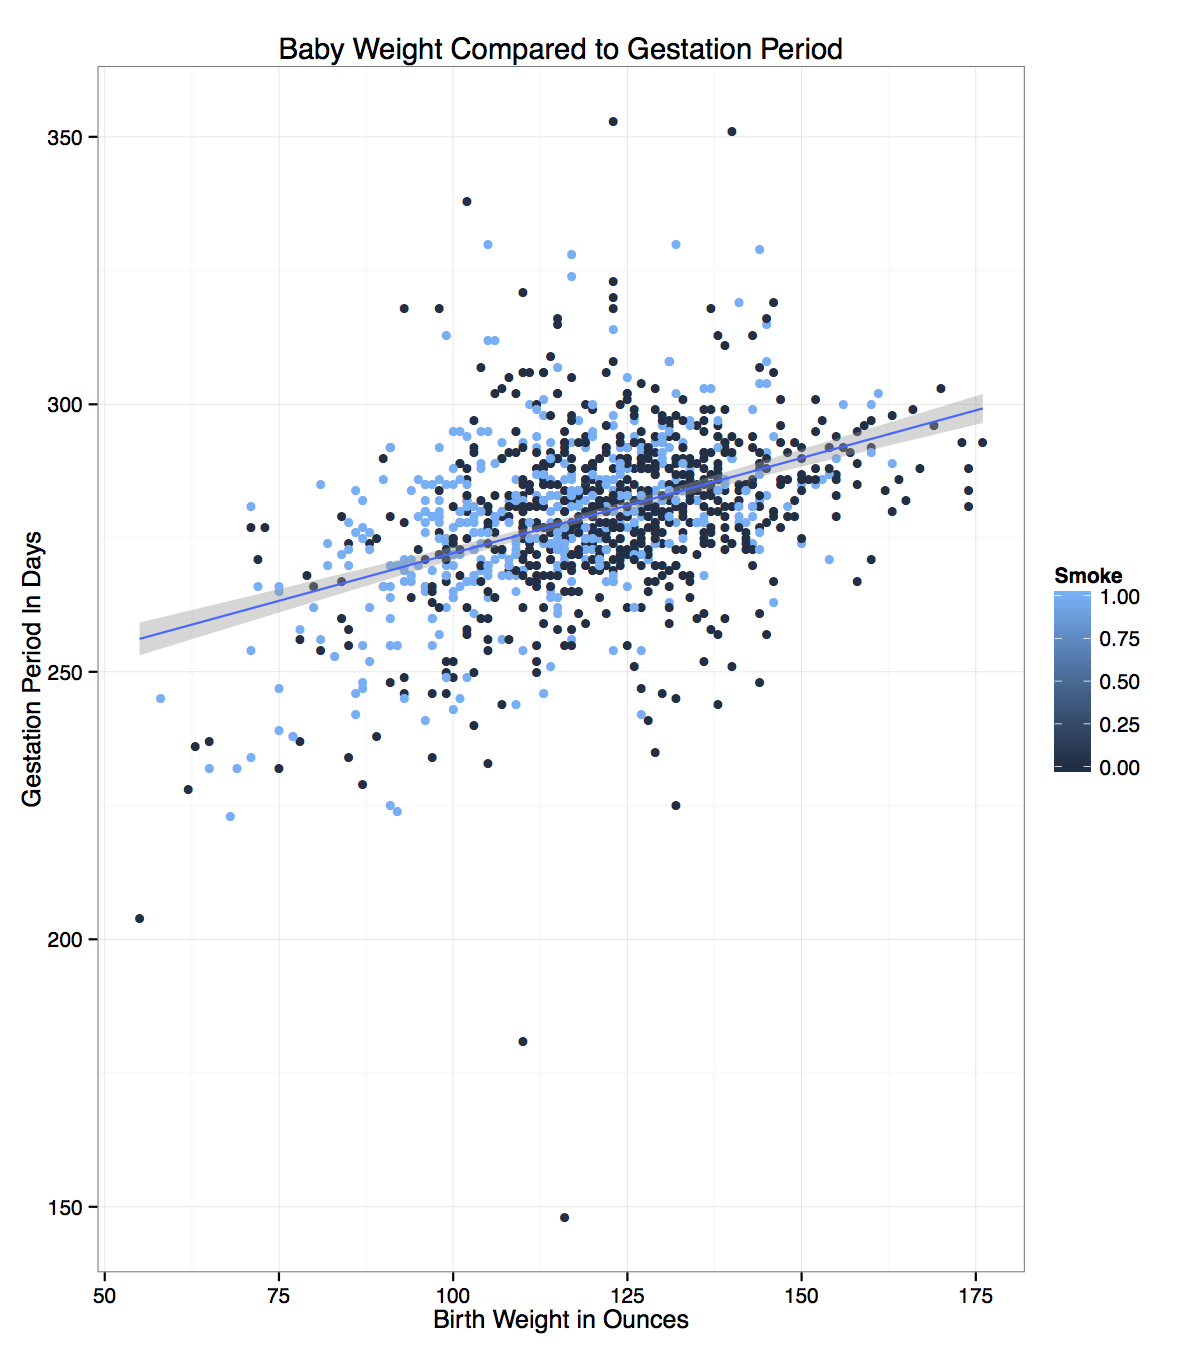 Baby Weight Compared to Gestation Period
350
300
250
200
150
Gestation Period In Days
50 75 100 125 150 175
Birth Weight in Ounces
Smoke
1.00
0.75
0.50
0.25
0.00